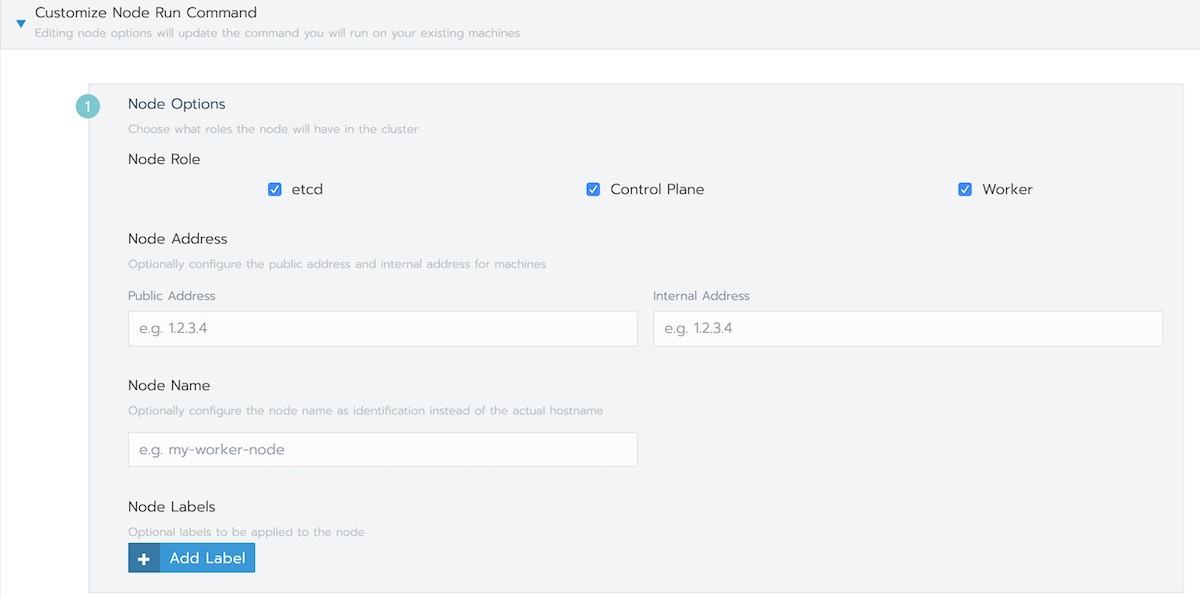 Customize Node Run Command
Editing node options will update the command you will run on your existing machines
1
Node Options
Choose what roles the node will have in the cluster
Node Role
etcd Control Plane Worker
Node Address
Optionally configure the public address and internal address for machines
Public Address Internal Address
e.g. 1.2.3.4 e.g. 1.2.3.4
Node Name
Optionally configure the node name as identification instead of the actual hostname
e.g. my-worker-node
Node Labels
Optional labels to be applied to the node
+ Add Label